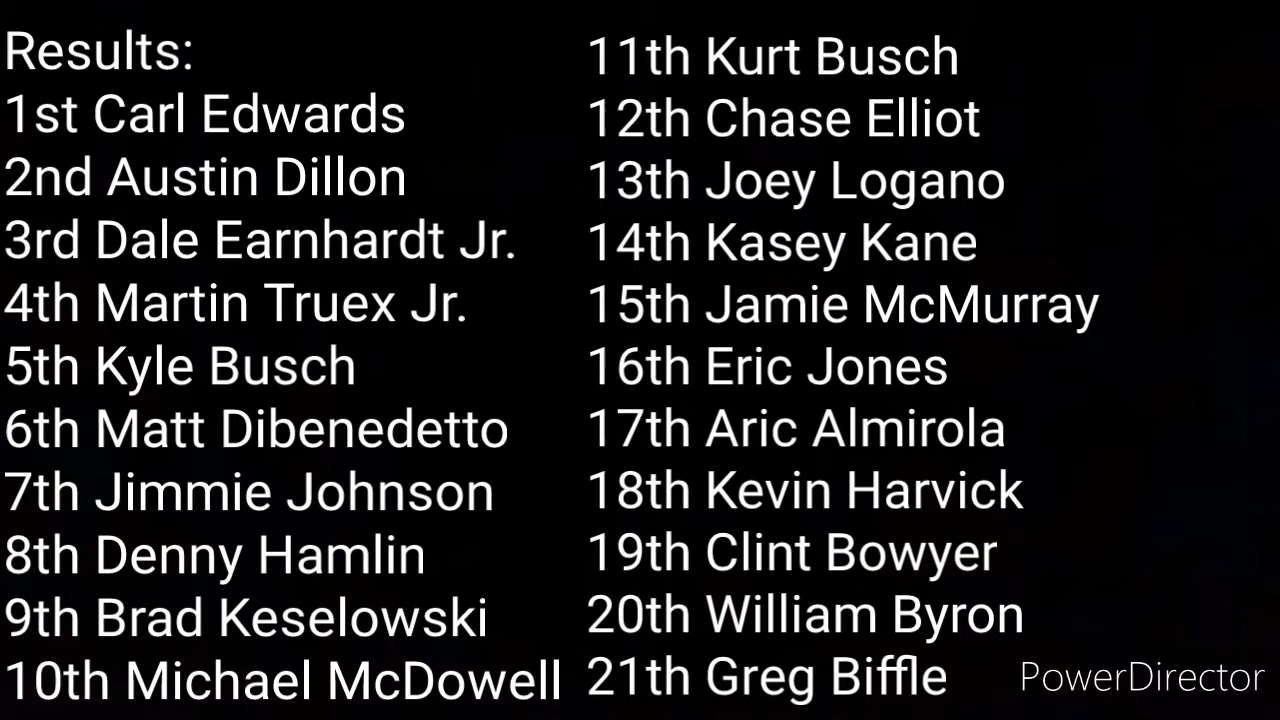 Results:
1st Carl Edwards
2nd Austin Dillon
3rd Dale Earnhardt Jr.
4th Martin Truex Jr.
5th Kyle Busch
6th Matt Dibenedetto
7th Jimmie Johnson
8th Denny Hamlin
9th Brad Keselowski
10th Michael McDowell
11th Kurt Busch
12th Chase Elliot
13th Joey Logano
14th Kasey Kane
15th Jamie McMurray
16th Eric Jones
17th Aric Almirola
18th Kevin Harvick
19th Clint Bowyer
20th William Byron
21th Greg Biffle
PowerDirector